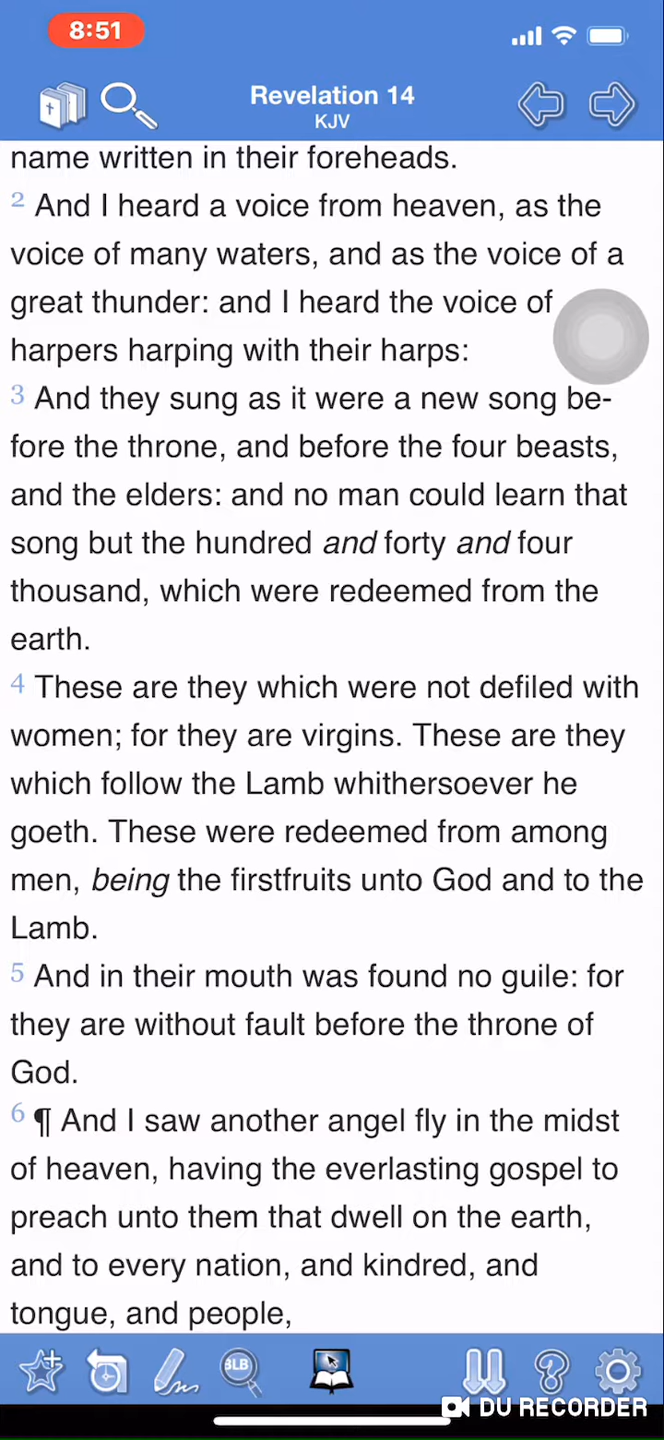 8:51
Revelation 14
KJV
name written in their foreheads.
2 And I heard a voice from heaven, as the
voice of many waters, and as the voice of a
great thunder: and I heard the voice of
harpers harping with their harps:
3 And they sung as it were a new song be-
fore the throne, and before the four beasts,
and the elders: and no man could learn that
song but the hundred and forty and four
thousand, which were redeemed from the
earth.
4 These are they which were not defiled with
women; for they are virgins. These are they
which follow the Lamb whithersoever he
goeth. These were redeemed from among
men, being the firstfruits unto God and to the
Lamb.
5 And in their mouth was found no guile: for
they are without fault before the throne of
God.
6 ¶ And I saw another angel fly in the midst
of heaven, having the everlasting gospel to
preach unto them that dwell on the earth,
and to every nation, and kindred, and
tongue, and people,
BLB
DU RECORDER